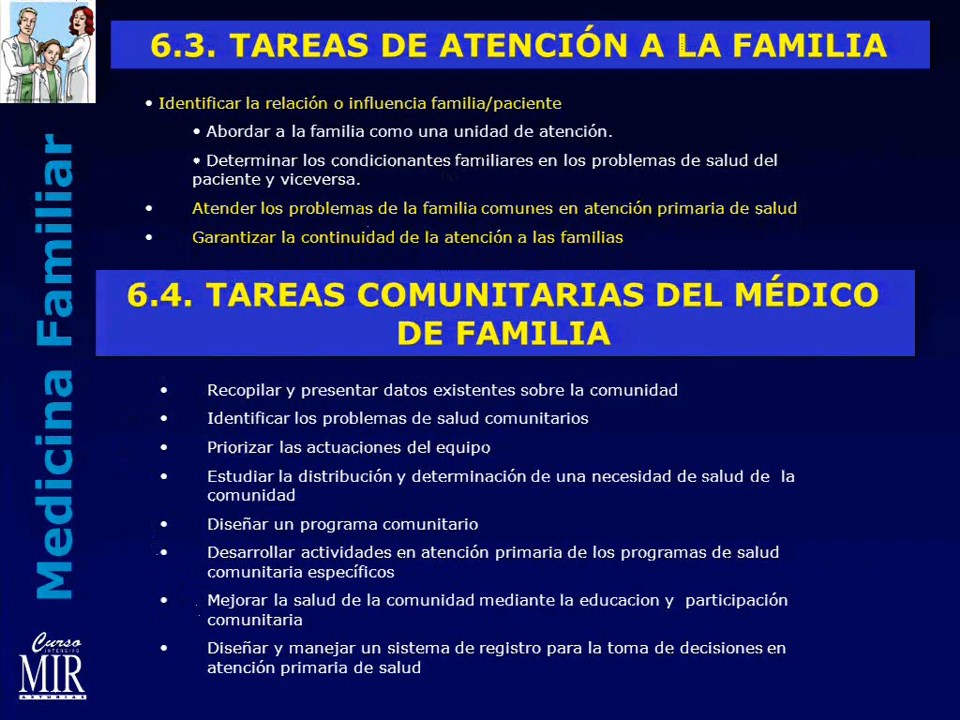 6.3. TAREAS DE ATENCIÓN A LA FAMILIA
• Identificar la relación o influencia familia/paciente
• Abordar a la familia como una unidad de atención.
• Determinar los condicionantes familiares en los problemas de salud del
paciente y viceversa.
• Atender los problemas de la familia comunes en atención primaria de salud
• Garantizar la continuidad de la atención a las familias
6.4. TAREAS COMUNITARIAS DEL MÉDICO
DE FAMILIA
• Recopilar y presentar datos existentes sobre la comunidad
• Identificar los problemas de salud comunitarios
• Priorizar las actuaciones del equipo
• Estudiar la distribución y determinación de una necesidad de salud de la
comunidad
• Diseñar un programa comunitario
• Desarrollar actividades en atención primaria de los programas de salud
comunitaria específicos
• Mejorar la salud de la comunidad mediante la educacion y participación
comunitaria
• Diseñar y manejar un sistema de registro para la toma de decisiones en
atención primaria de salud
Medicina Familiar
Curso
INTENSIVO
MIR
ASTURIAS